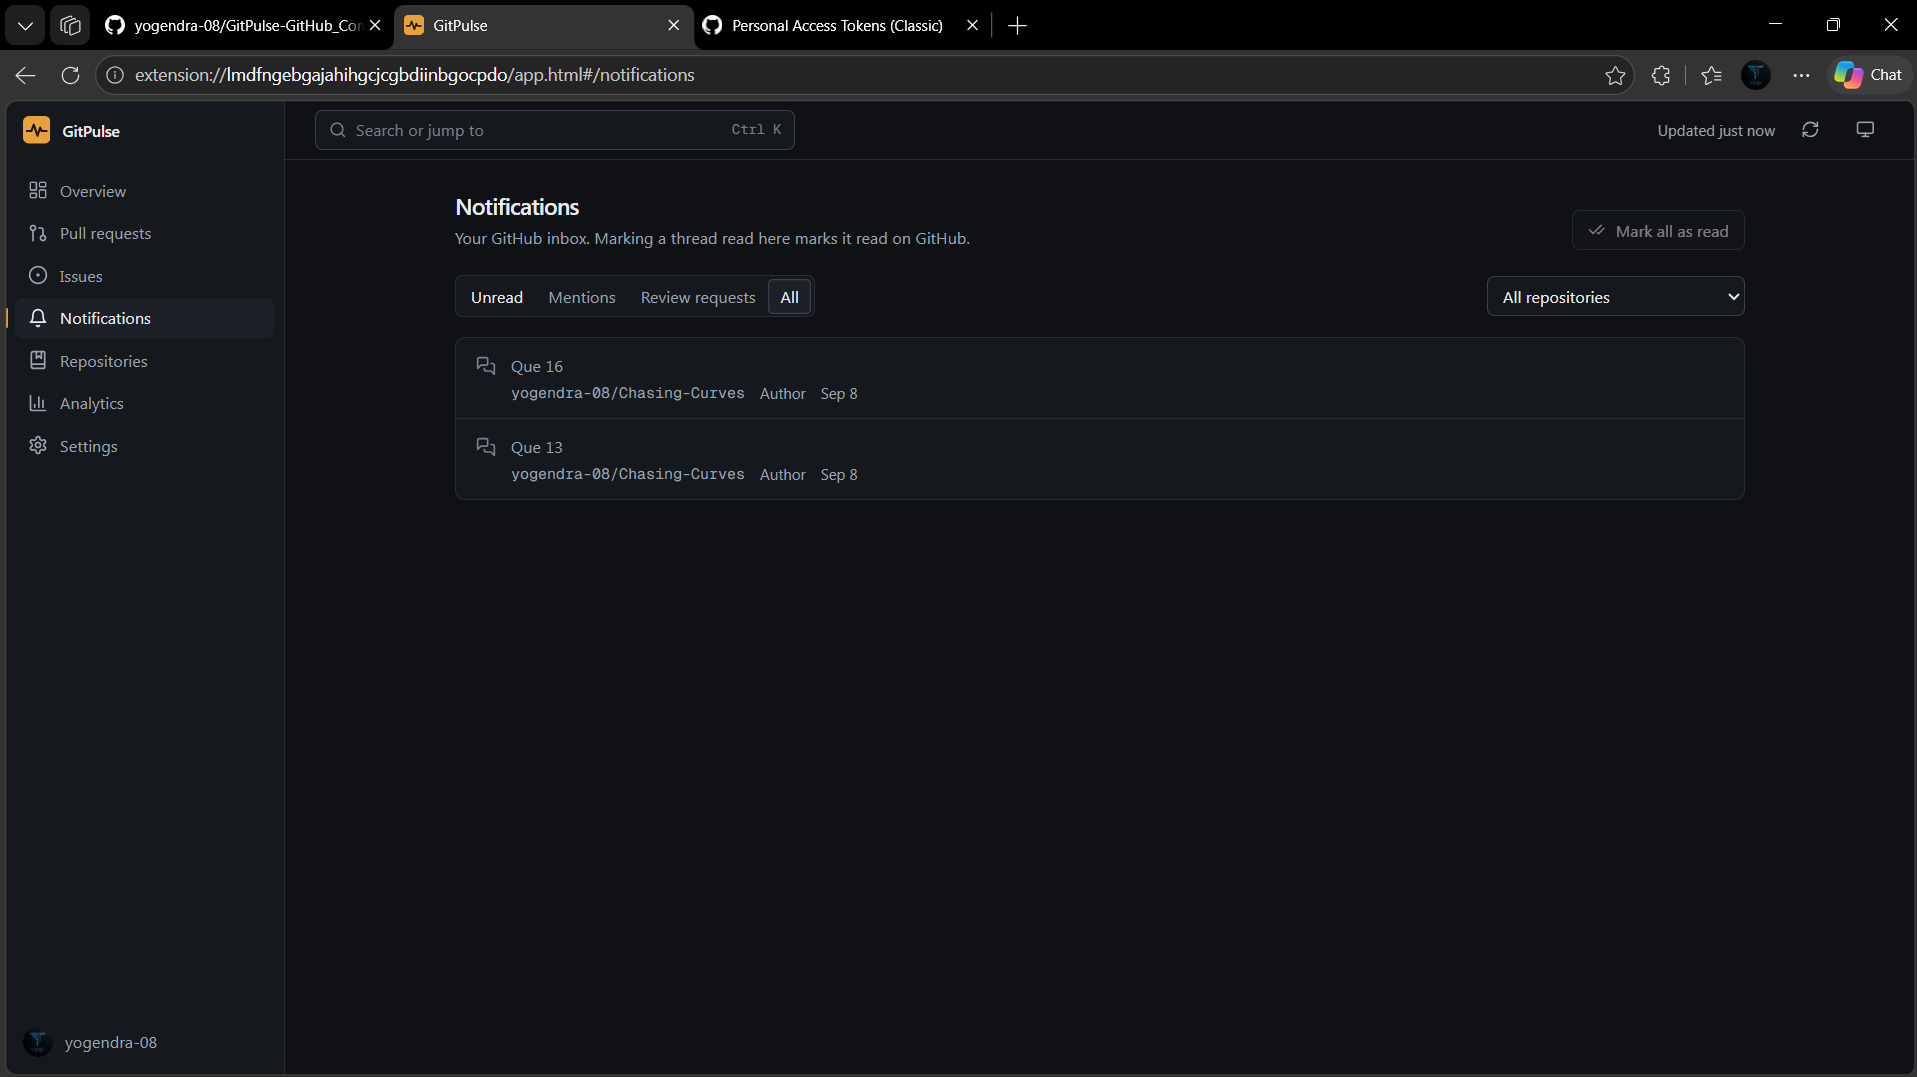 yogendra-08/GitPulse-GitHub_Con
GitPulse
Personal Access Tokens (Classic)
extension://lmdfngebgajahihgcjcgbdiinbgocpdo/app.html#/notifications
Chat
GitPulse
Search or jump to
Ctrl K
Updated just now
Overview
Pull requests
Issues
Notifications
Repositories
Analytics
Settings
Notifications
Your GitHub inbox. Marking a thread read here marks it read on GitHub.
Mark all as read
Unread Mentions Review requests All
All repositories
Que 16
yogendra-08/Chasing-Curves Author Sep 8
Que 13
yogendra-08/Chasing-Curves Author Sep 8
yogendra-08